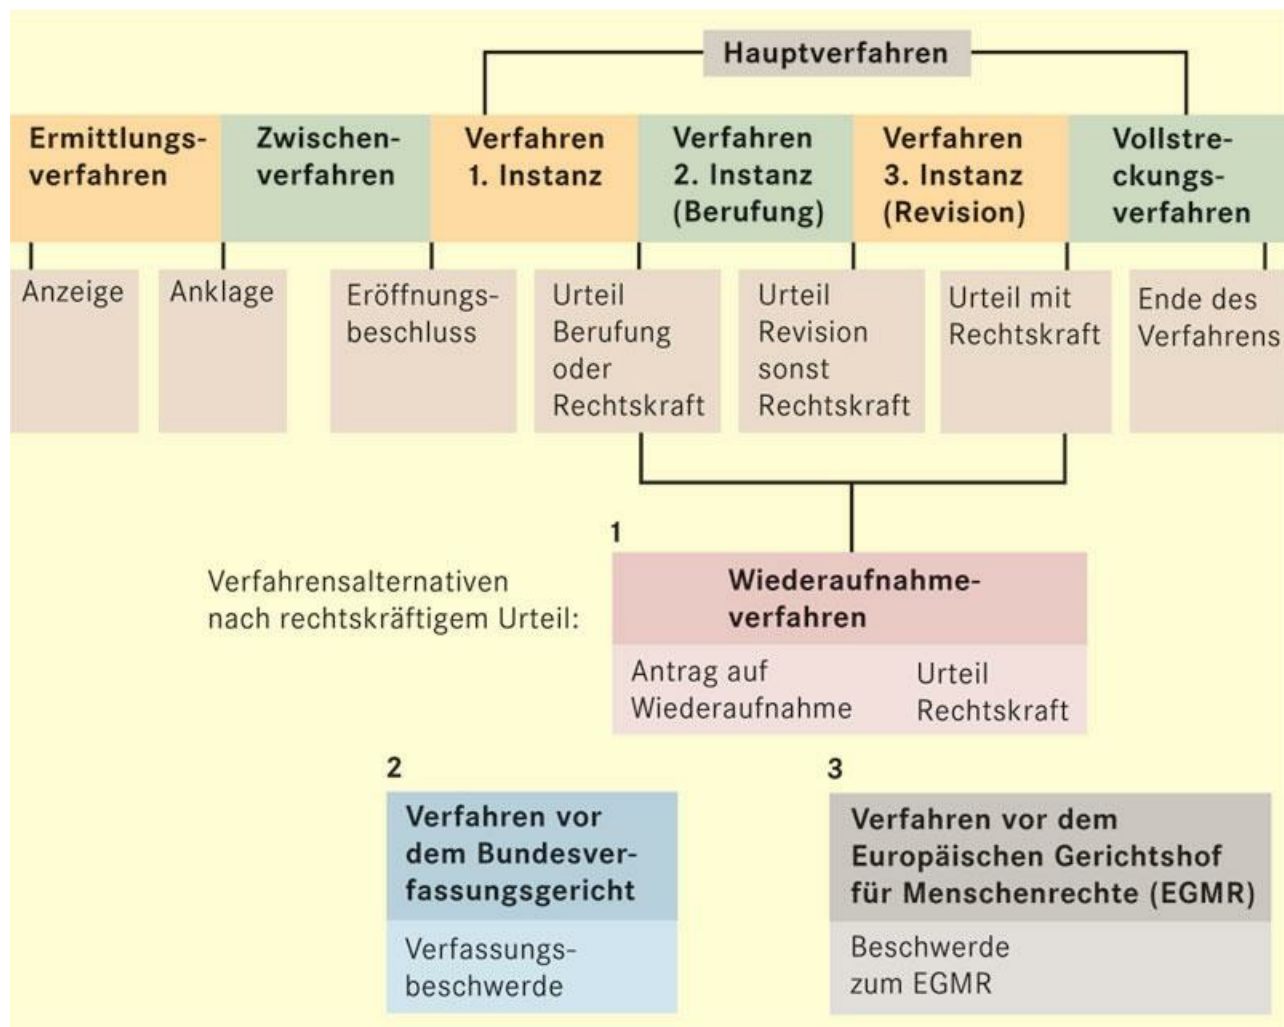 Hauptverfahren
Ermittlungs-
verfahren
Zwischen-
verfahren
Verfahren
1. Instanz
Verfahren
2. Instanz
(Berufung)
Verfahren
3. Instanz
(Revision)
Vollstre-
ckungs-
verfahren
Anzeige
Anklage
Eröffnungs-
beschluss
Urteil
Berufung
oder
Rechtskraft
Urteil
Revision
sonst
Rechtskraft
Urteil mit
Rechtskraft
Ende des
Verfahrens
Verfahrensalternativen
nach rechtskräftigem Urteil:
1
Wiederaufnahme-
verfahren
Antrag auf
Wiederaufnahme
Urteil
Rechtskraft
2
Verfahren vor
dem Bundesver-
fassungsgericht
Verfassungs-
beschwerde
3
Verfahren vor dem
Europäischen Gerichtshof
für Menschenrechte (EGMR)
Beschwerde
zum EGMR